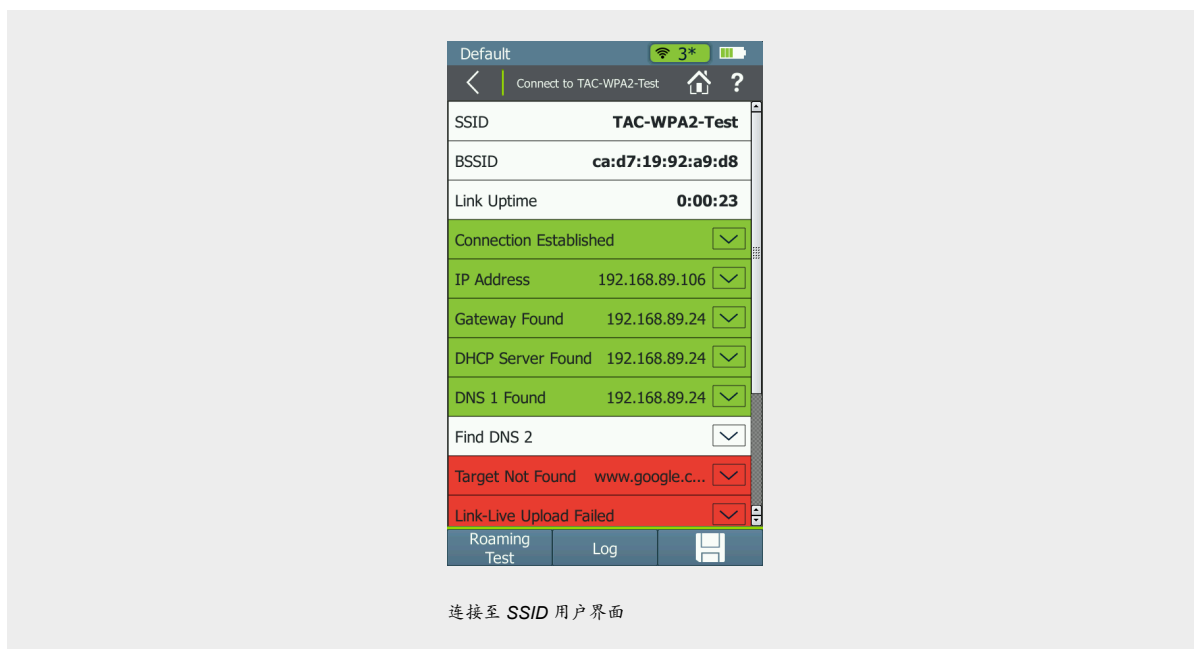 Default 3*
Connect to TAC-WPA2-Test ?
SSID TAC-WPA2-Test
BSSID ca:d7:19:92:a9:d8
Link Uptime 0:00:23
Connection Established
IP Address 192.168.89.106
Gateway Found 192.168.89.24
DHCP Server Found 192.168.89.24
DNS 1 Found 192.168.89.24
Find DNS 2
Target Not Found www.google.c...
Link-Live Upload Failed
Roaming
Test
Log
连接至 SSID 用户界面